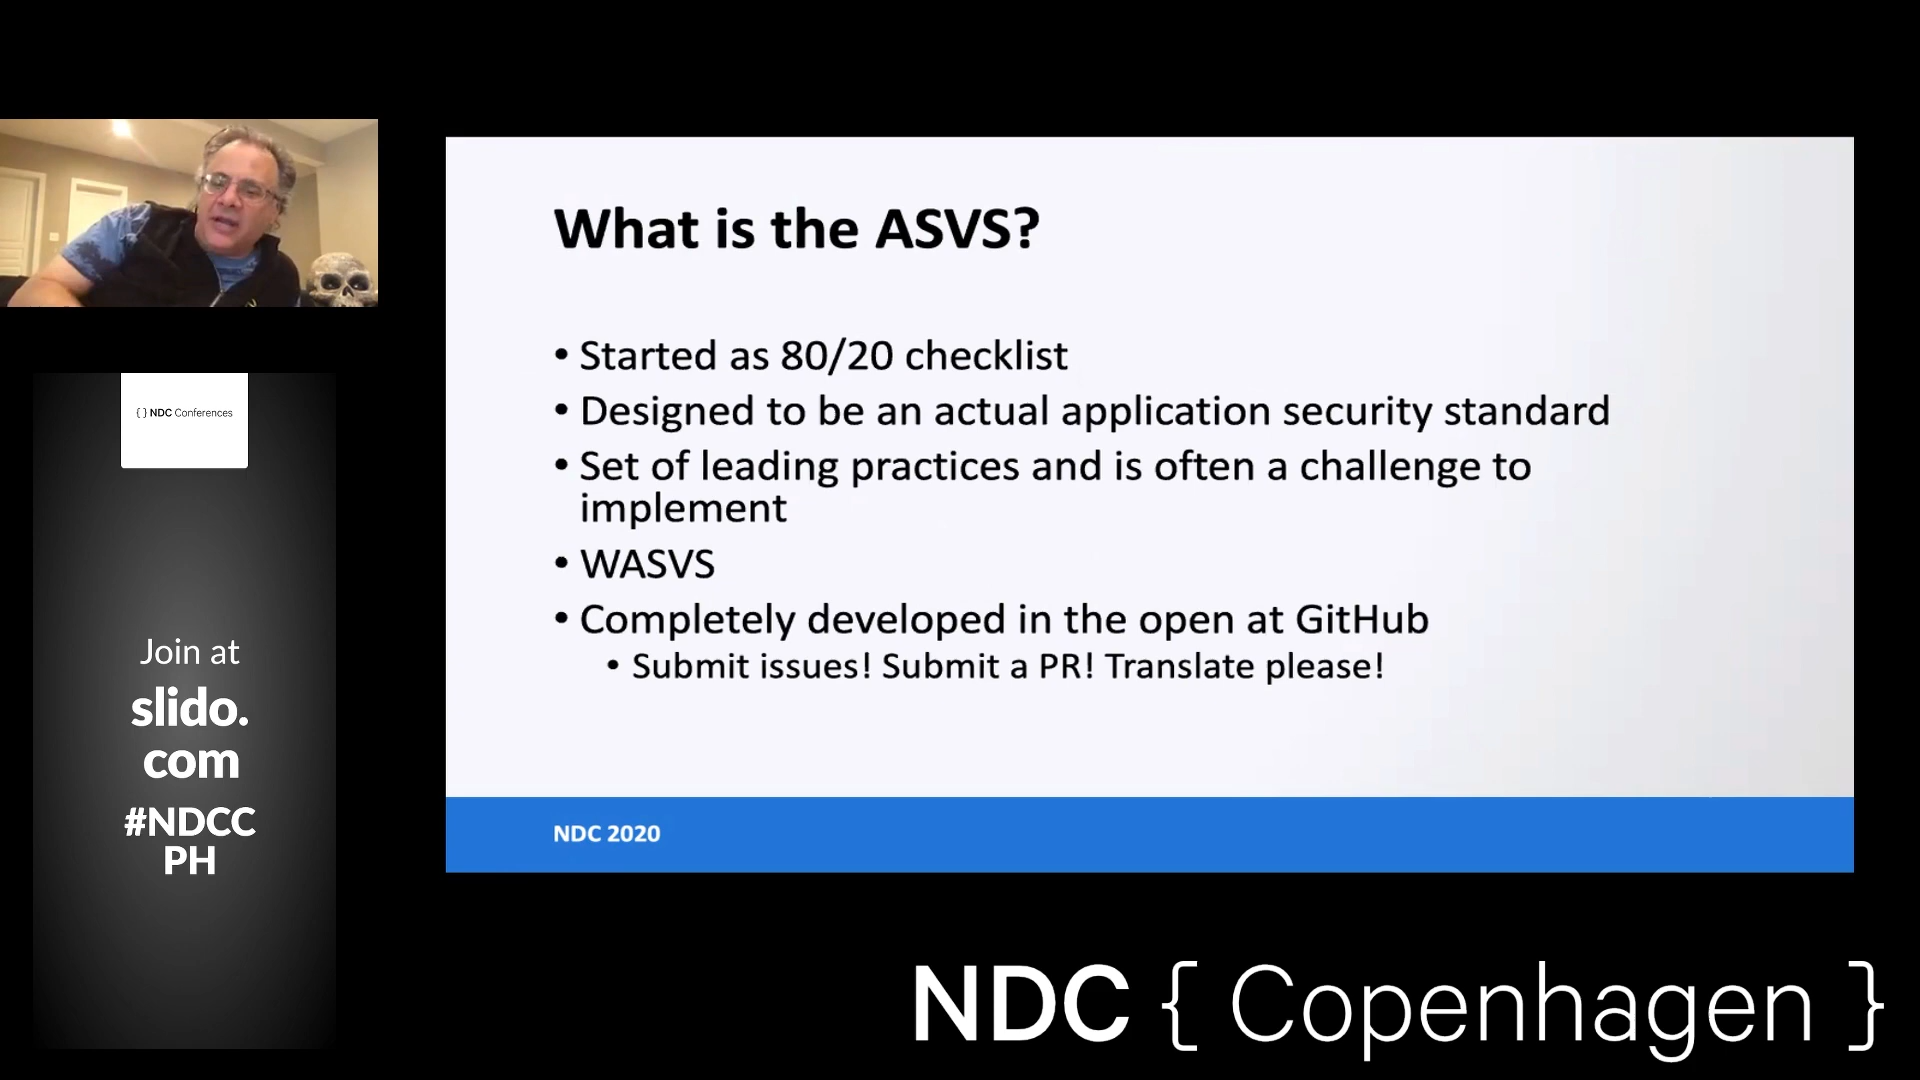 { } NDC Conferences
Join at
slido.
com
#NDCC
PH
What is the ASVS?
• Started as 80/20 checklist
• Designed to be an actual application security standard
• Set of leading practices and is often a challenge to
implement
• WASVS
• Completely developed in the open at GitHub
• Submit issues! Submit a PR! Translate please!
NDC 2020
NDC { Copenhagen }